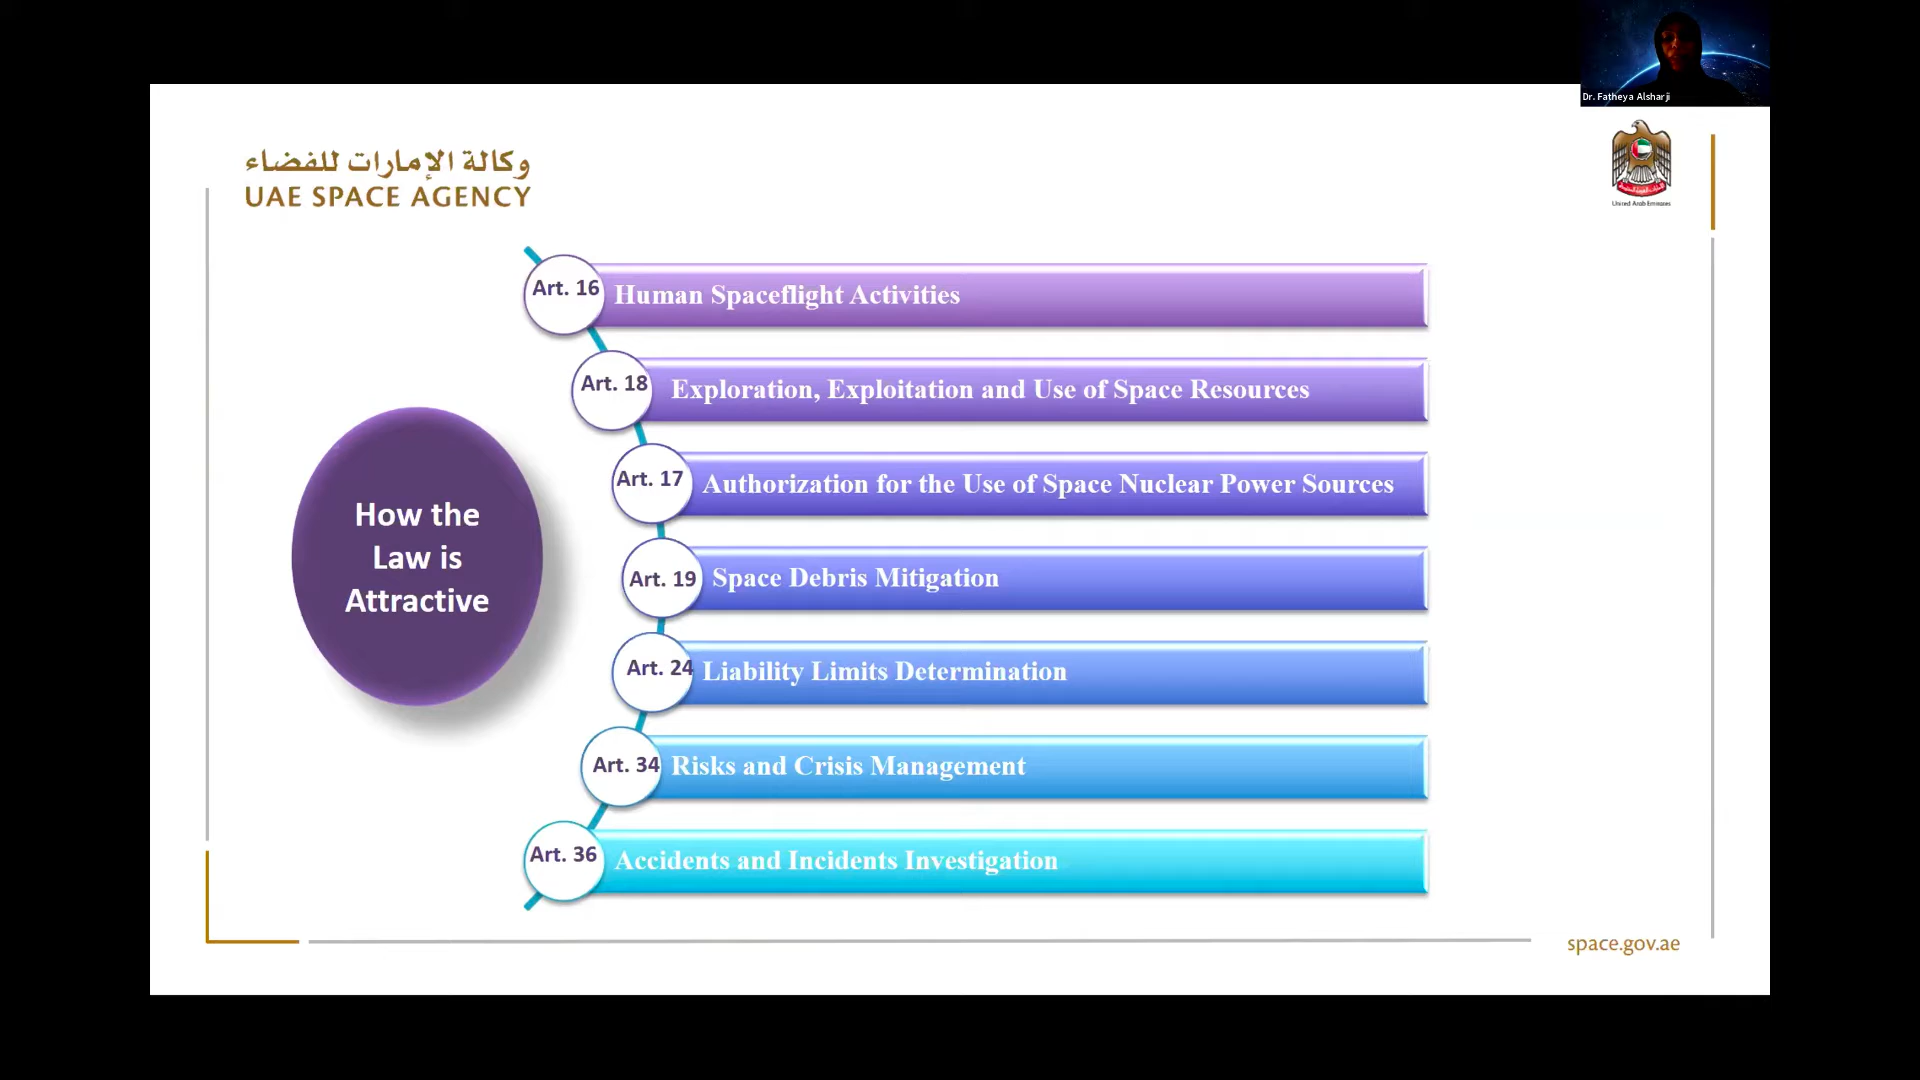 Dr. Fatheya Alsharji
وكالة الإمارات للفضاء
UAE SPACE AGENCY
United Arab Emirates
How the
Law is
Attractive
Art. 16 Human Spaceflight Activities
Art. 18 Exploration, Exploitation and Use of Space Resources
Art. 17 Authorization for the Use of Space Nuclear Power Sources
Art. 19 Space Debris Mitigation
Art. 24 Liability Limits Determination
Art. 34 Risks and Crisis Management
Art. 36 Accidents and Incidents Investigation
space.gov.ae